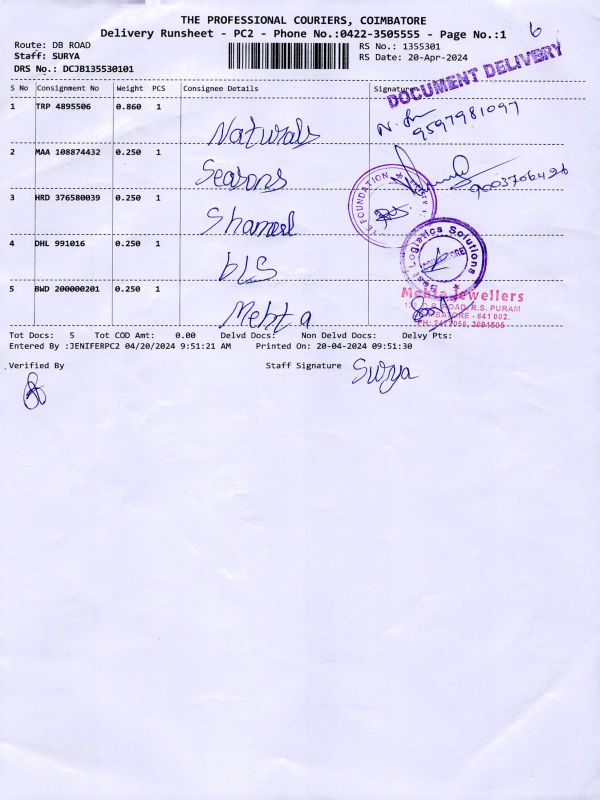 THE PROFESSIONAL COURIERS, COIMBATORE
Delivery Runsheet - PC2 - Phone No.:0422-3505555 - Page No.:1
6
Route: DB ROAD
RS No.: 1355301
Staff: SURYA
RS Date: 20-Apr-2024
DRS No.: DCJB135530101
DOCUMENT DELIVERY
S No Consignment No Weight PCS Consignee Details Signature
1 TRP 4895506 0.860 1 Naturals 9597981097
2 MAA 108874432 0.250 1 Seasons 9003706426
3 HRD 376580039 0.250 1 Shameel
FOUNDATION
4 DHL 991016 0.250 1 bLS
Logistics Solutions
5 BWD 200000201 0.250 1 Mehta
Mehta Jewellers
ROAD, R.S. PURAM
- 641 002.
Tot Docs: 5 Tot COD Amt: 0.00 Delvd Docs: Non Delvd Docs: Delvy Pts:
Entered By :JENIFERPC2 04/20/2024 9:51:21 AM Printed On: 20-04-2024 09:51:30
Verified By
Staff Signature Surya